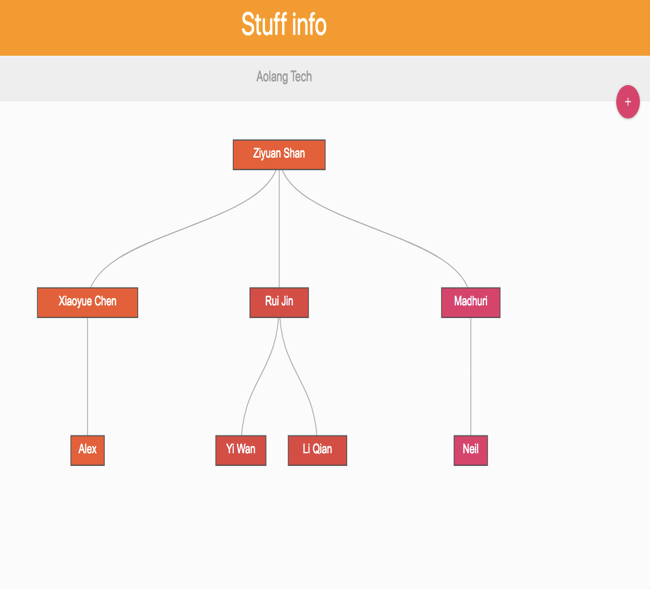 Stuff info
Aolang Tech
+
Ziyuan Shan
Xiaoyue Chen
Rui Jin
Madhuri
Alex
Yi Wan
Li Qian
Neil